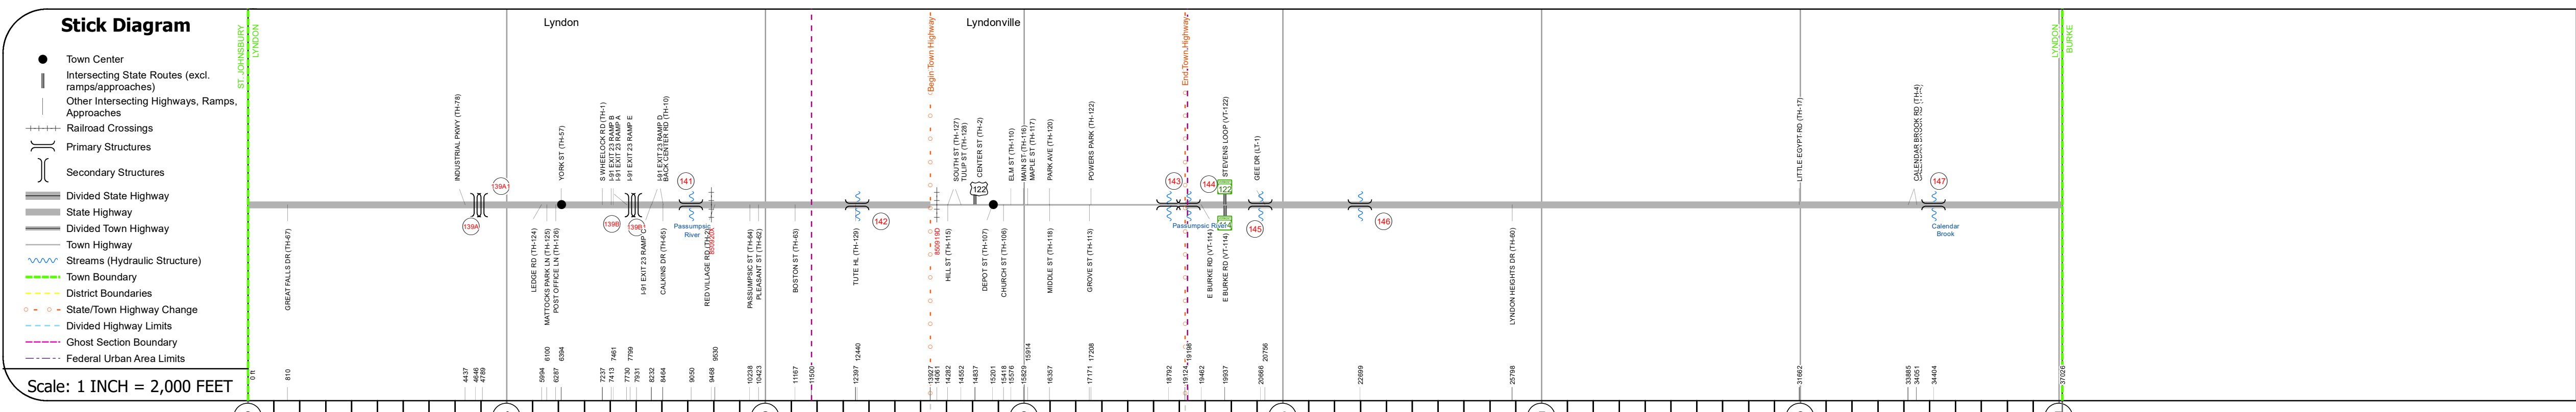 Stick Diagram
Town Center
Intersecting State Routes (excl.
ramps/approaches)
Other Intersecting Highways, Ramps,
Approaches
Railroad Crossings
Primary Structures
Secondary Structures
Divided State Highway
State Highway
Divided Town Highway
Town Highway
Streams (Hydraulic Structure)
Town Boundary
District Boundaries
State/Town Highway Change
Divided Highway Limits
Ghost Section Boundary
Federal Urban Area Limits
Scale: 1 INCH = 2,000 FEET
ST. JOHNSBURY
LYNDON
Lyndon
Lyndonville
Begin Town Highway
End Town Highway
LYNDON
BURKE
INDUSTRIAL PKWY (TH-78)
YORK ST (TH-57)
S WHEELOCK RD (TH-1)
I-91 EXIT 23 RAMP B
I-91 EXIT 23 RAMP A
I-91 EXIT 23 RAMP E
I-91 EXIT 23 RAMP D
BACK CENTER RD (TH-10)
SOUTH ST (TH-127)
TULIP ST (TH-128)
CENTER ST (TH-2)
ELM ST (TH-110)
MAIN ST (TH-116)
MAPLE ST (TH-117)
PARK AVE (TH-120)
POWERS PARK (TH-122)
STEVENS LOOP (VT-122)
GEE DR (LT-1)
LITTLE EGYPT RD (TH-17)
CALENDAR BROOK RD (TH-4)
139A1
141
122
143
144
122
147
139A
139B
142
114
145
146
Passumpsic
River
Passumpsic River
Calendar
Brook
GREAT FALLS DR (TH-67)
LEDGE RD (TH-124)
MATTOCKS PARK LN (TH-125)
POST OFFICE LN (TH-126)
I-91 EXIT 23 RAMP C
CALKINS DR (TH-65)
RED VILLAGE RD (TH-2)
PASSUMPSIC ST (TH-64)
PLEASANT ST (TH-62)
BOSTON ST (TH-63)
TUTE HL (TH-129)
850919D
HILL ST (TH-115)
DEPOT ST (TH-107)
CHURCH ST (TH-106)
MIDDLE ST (TH-118)
GROVE ST (TH-113)
E BURKE RD (VT-114)
E BURKE RD (VT-114)
LYNDON HEIGHTS DR (TH-60)
0 ft
810
4437
4646
4789
5994
6100
6287
6394
7237
7413
7461
7730
7799
7931
8232
8464
9050
9468
9530
10238
10423
11167
11500
12397
12440
13927
14061
14282
14552
14837
15201
15418
15576
15829
15914
16357
17171
17208
18792
19124
19198
19462
19937
20666
20756
22699
25798
31662
33885
34051
34404
37026